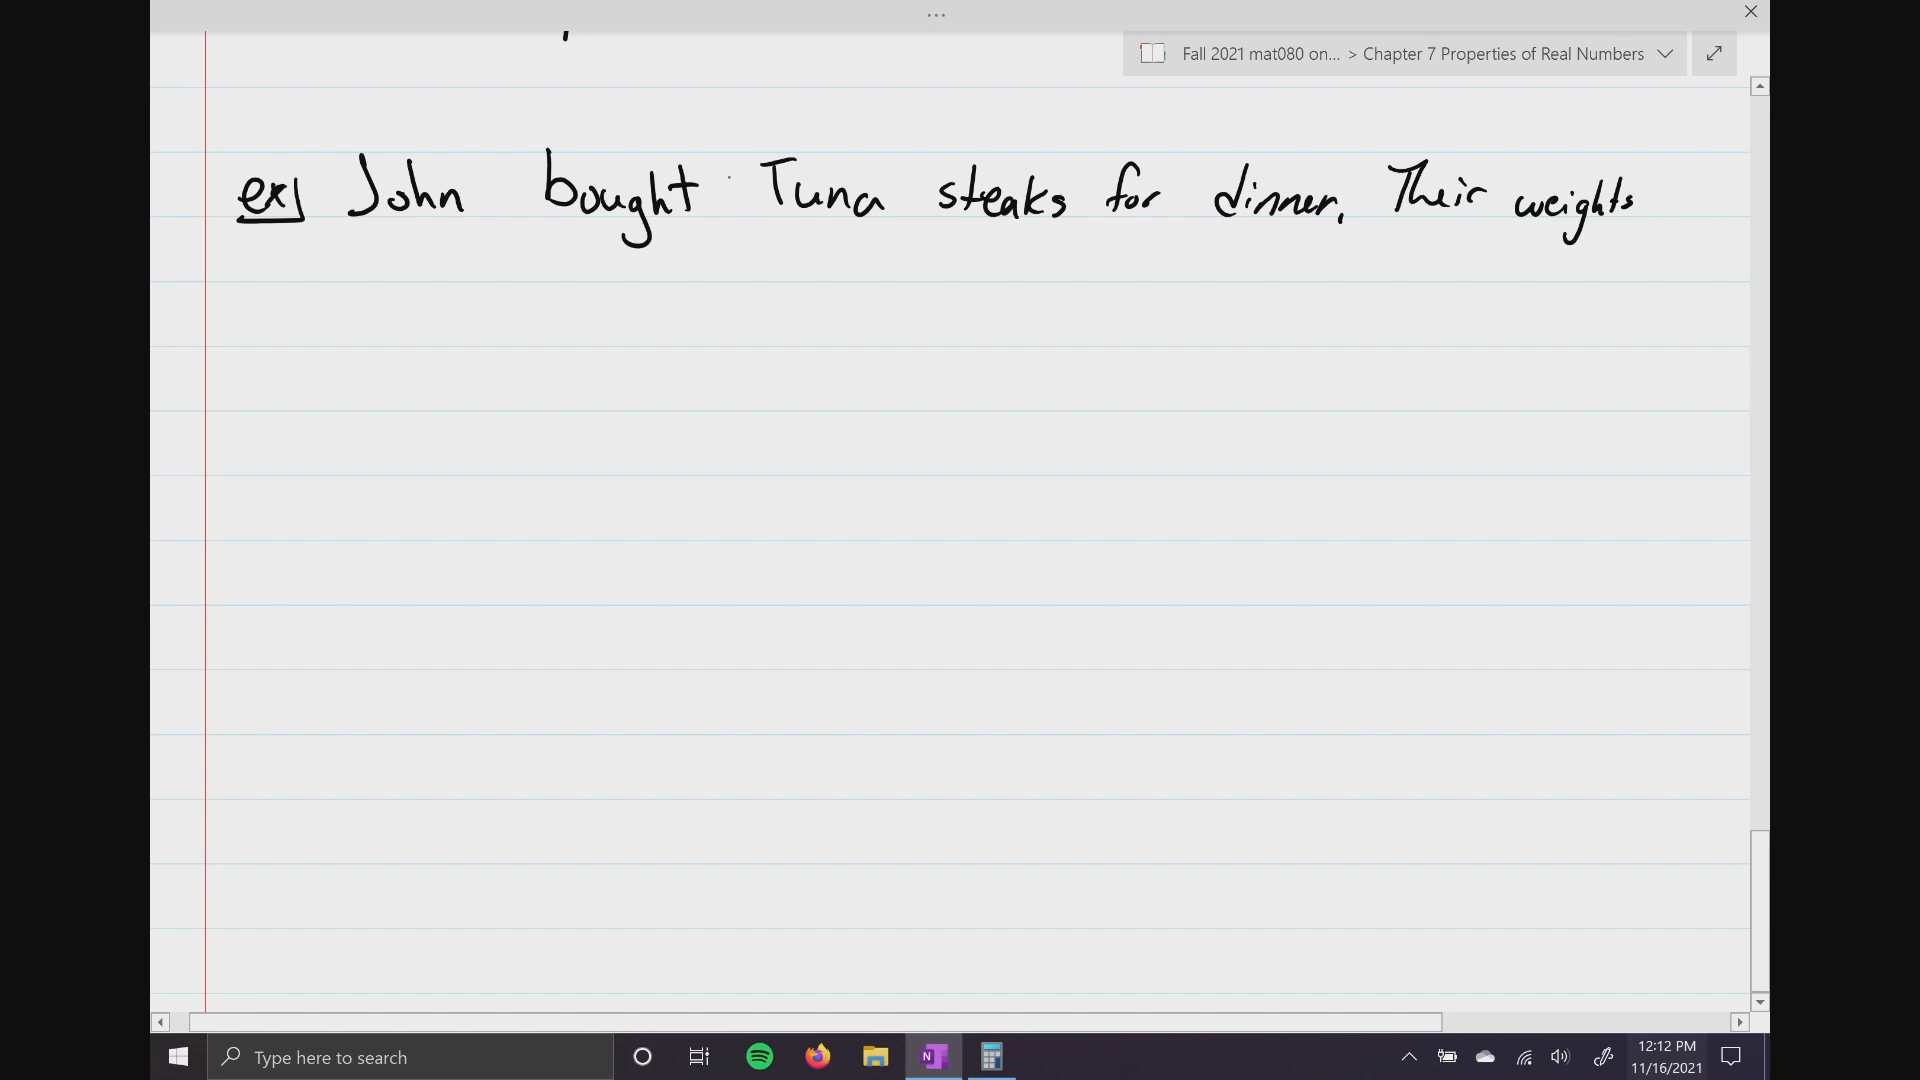 Fall 2021 mat080 on... > Chapter 7 Properties of Real Numbers
ex| John bought Tuna steaks for dinner. Their weights
Type here to search
12:12 PM
11/16/2021